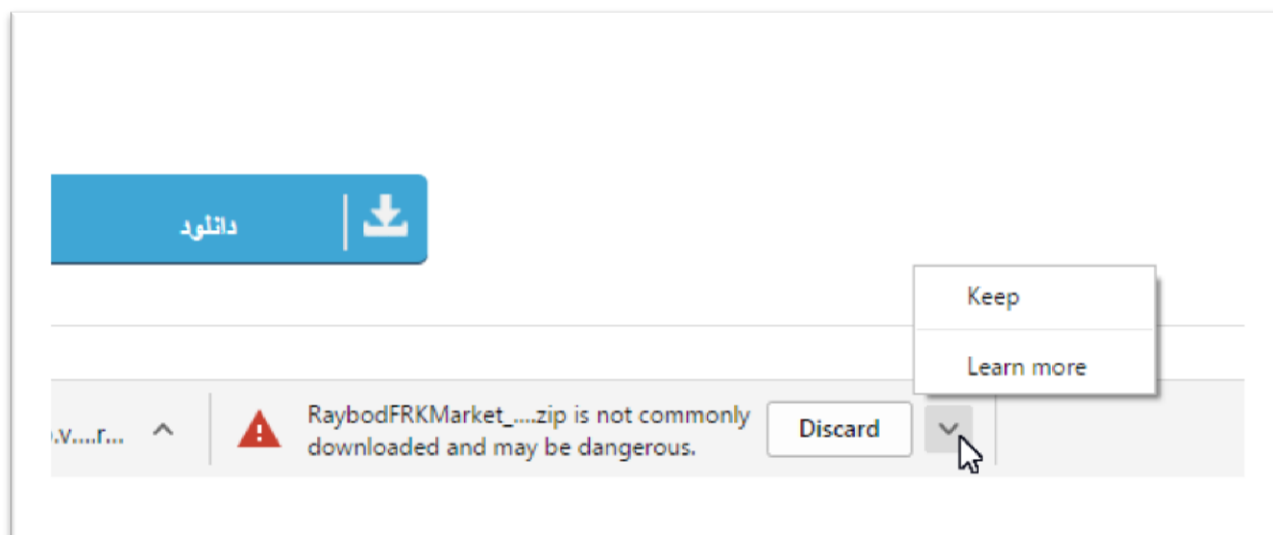 دانلود
Keep
Learn more
.v....r...
RaybodFRKMarket_....zip is not commonly
downloaded and may be dangerous.
Discard